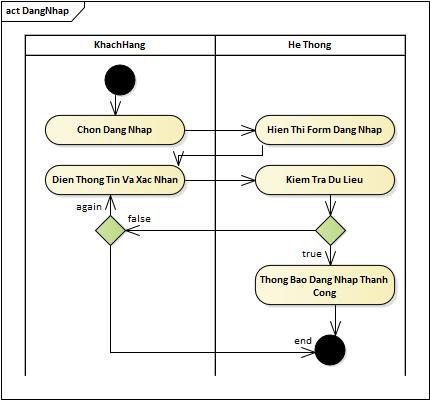 act DangNhap
KhachHang
He Thong
Chon Dang Nhap
Hien Thi Form Dang Nhap
Dien Thong Tin Va Xac Nhan
Kiem Tra Du Lieu
again
false
true
Thong Bao Dang Nhap Thanh
Cong
end